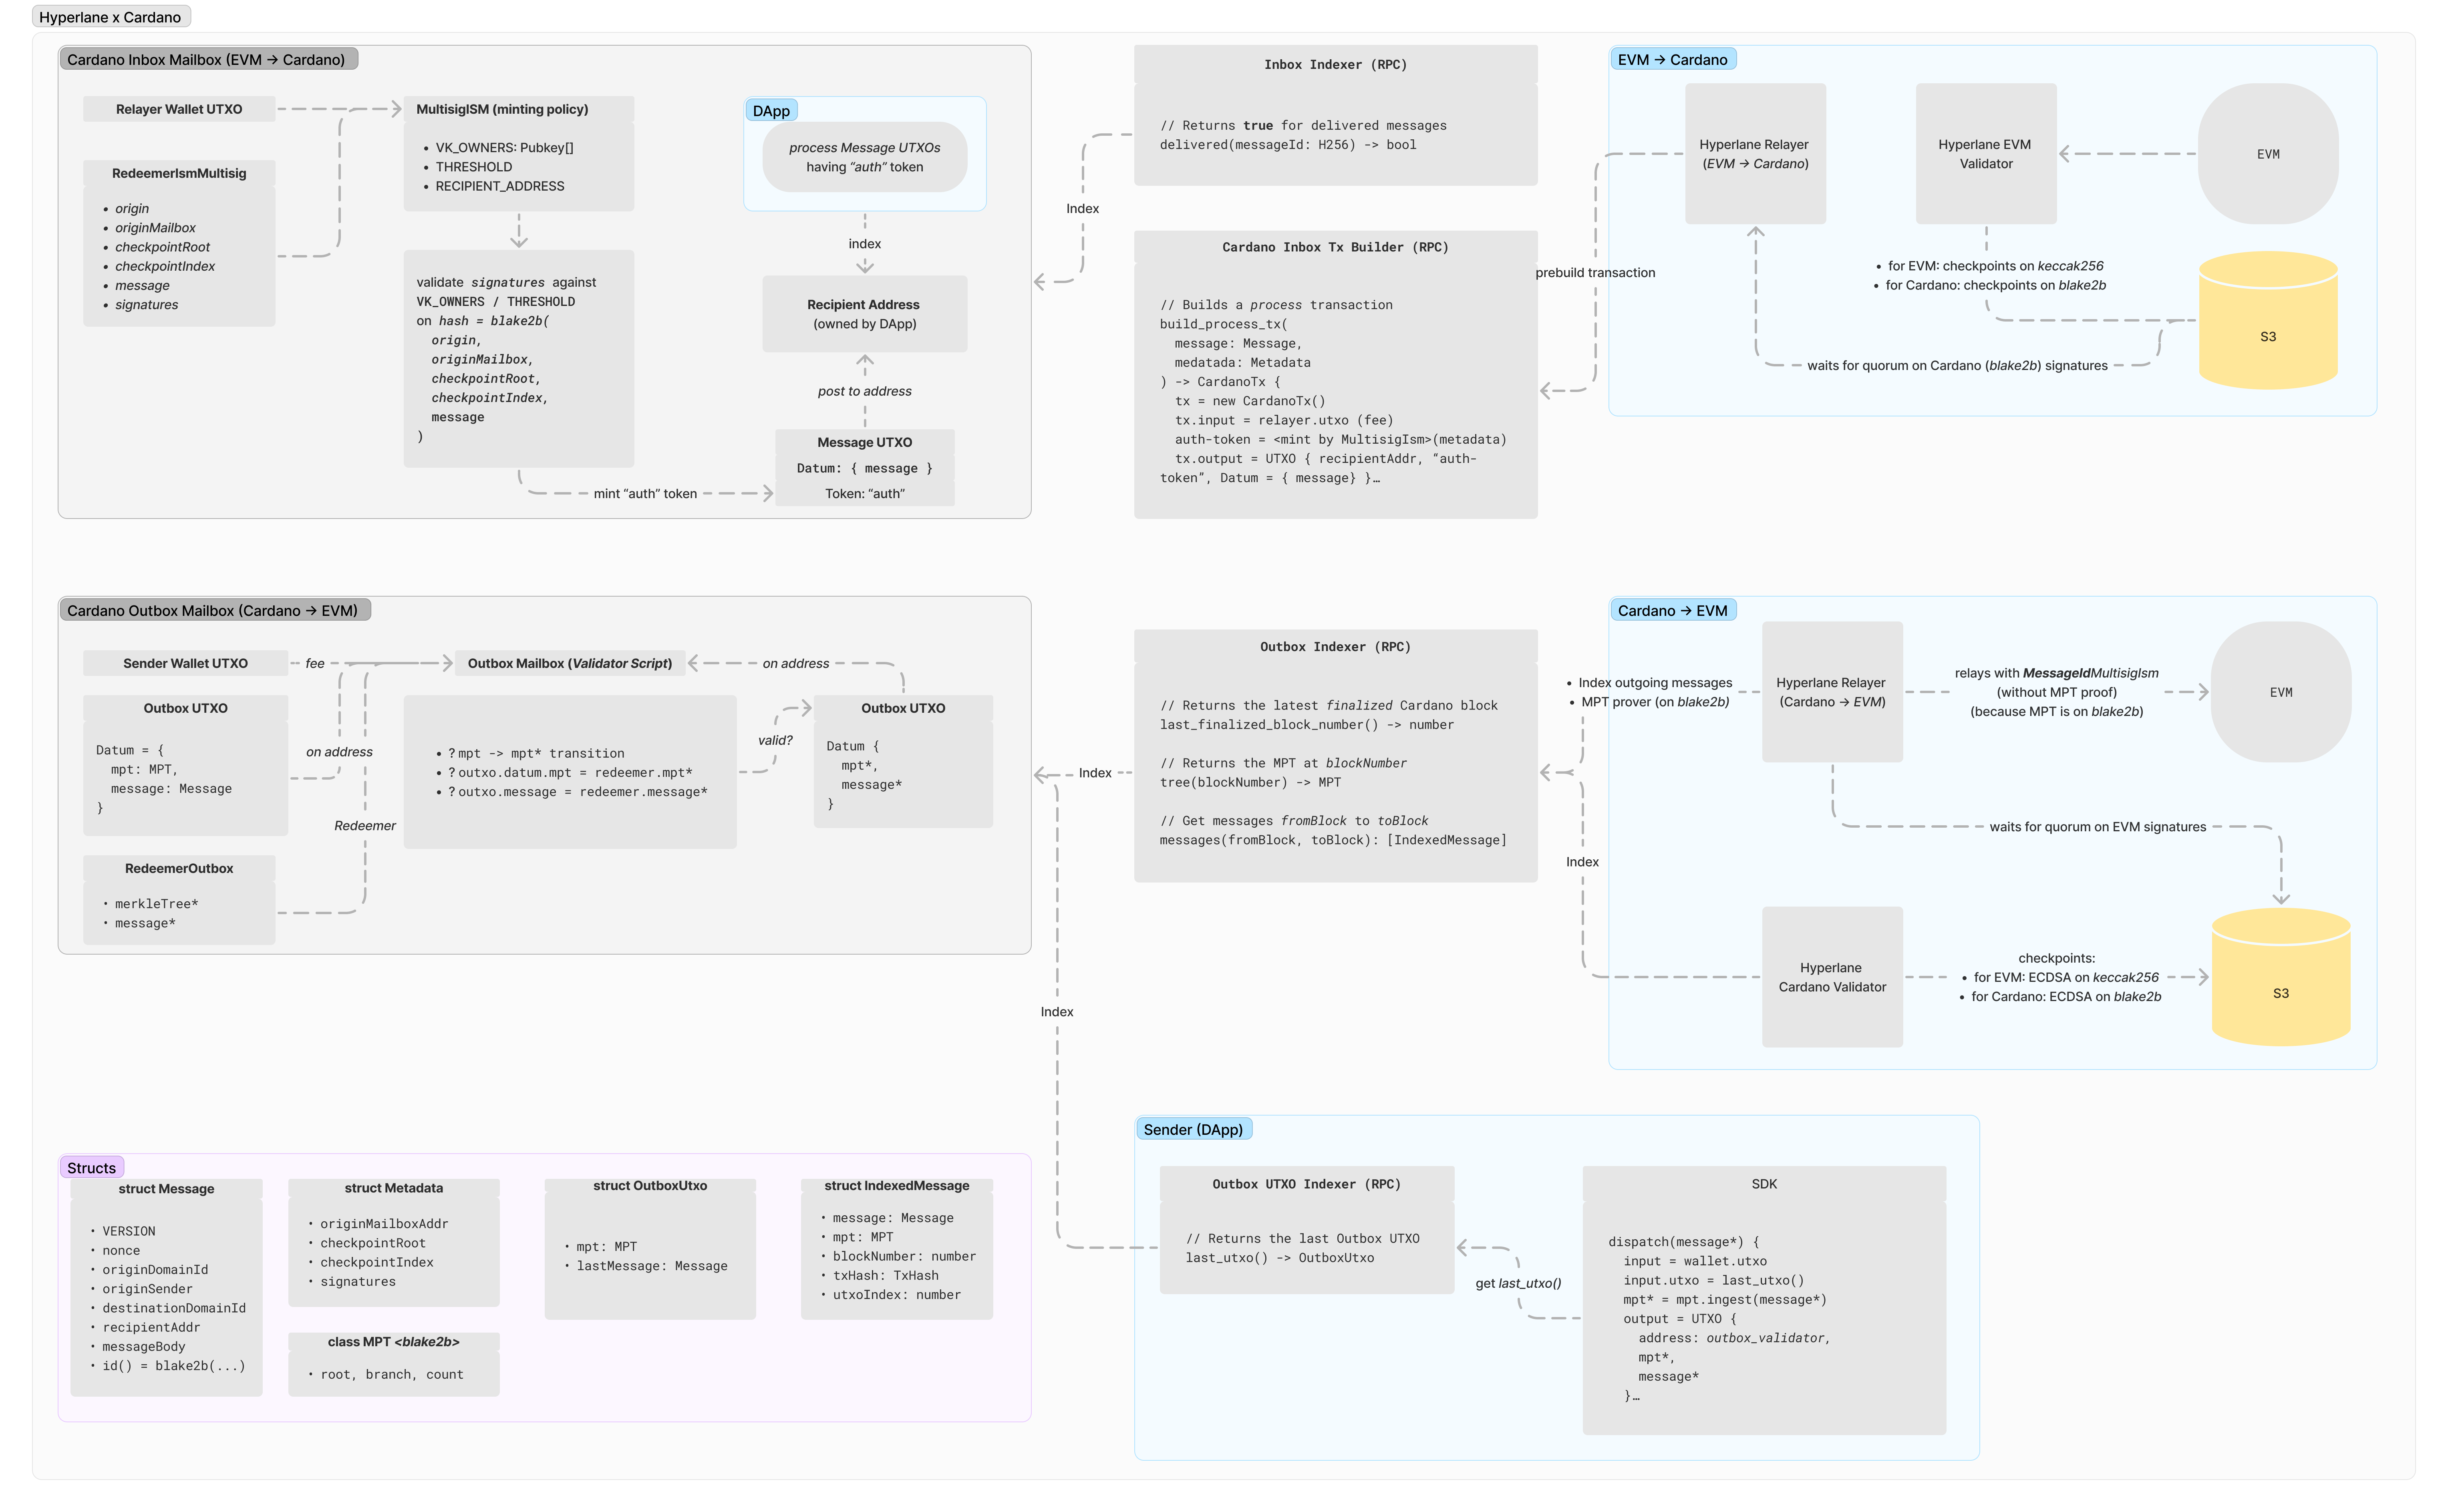 Hyperlane x Cardano
Cardano Inbox Mailbox (EVM → Cardano)
Relayer Wallet UTXO
RedeemerIsmMultisig
• origin
• originMailbox
• checkpointRoot
• checkpointIndex
• message
• signatures
MultisigISM (minting policy)
• VK_OWNERS: Pubkey[]
• THRESHOLD
• RECIPIENT_ADDRESS
validate signatures against
VK_OWNERS / THRESHOLD
on hash = blake2b(
origin,
originMailbox,
checkpointRoot,
checkpointIndex,
message
)
mint “auth” token
DApp
process Message UTXOs
having “auth” token
index
Recipient Address
(owned by DApp)
post to address
Message UTXO
Datum: { message }
Token: “auth”
Index
Inbox Indexer (RPC)
// Returns true for delivered messages
delivered(messageId: H256) -> bool
Cardano Inbox Tx Builder (RPC)
// Builds a process transaction
build_process_tx(
message: Message,
medatada: Metadata
) -> CardanoTx {
tx = new CardanoTx()
tx.input = relayer.utxo (fee)
auth-token = <mint by MultisigIsm>(metadata)
tx.output = UTXO { recipientAddr, “auth-
token”, Datum = { message} }…
prebuild transaction
EVM → Cardano
Hyperlane Relayer
(EVM → Cardano)
Hyperlane EVM
Validator
EVM
• for EVM: checkpoints on keccak256
• for Cardano: checkpoints on blake2b
S3
waits for quorum on Cardano (blake2b) signatures
Cardano Outbox Mailbox (Cardano → EVM)
Sender Wallet UTXO
fee
Outbox Mailbox (Validator Script)
on address
Outbox UTXO
Datum = {
mpt: MPT,
message: Message
}
on address
Redeemer
RedeemerOutbox
• merkleTree*
• message*
• ? mpt -> mpt* transition
• ? outxo.datum.mpt = redeemer.mpt*
• ? outxo.message = redeemer.message*
valid?
Outbox UTXO
Datum {
mpt*,
message*
}
Index
Outbox Indexer (RPC)
// Returns the latest finalized Cardano block
last_finalized_block_number() -> number
// Returns the MPT at blockNumber
tree(blockNumber) -> MPT
// Get messages fromBlock to toBlock
messages(fromBlock, toBlock): [IndexedMessage]
Cardano → EVM
• Index outgoing messages
• MPT prover (on blake2b)
Hyperlane Relayer
(Cardano → EVM)
relays with MessageIdMultisigIsm
(without MPT proof)
(because MPT is on blake2b)
EVM
waits for quorum on EVM signatures
Index
Hyperlane
Cardano Validator
checkpoints:
• for EVM: ECDSA on keccak256
• for Cardano: ECDSA on blake2b
S3
Index
Structs
struct Message
• VERSION
• nonce
• originDomainId
• originSender
• destinationDomainId
• recipientAddr
• messageBody
• id() = blake2b(...)
struct Metadata
• originMailboxAddr
• checkpointRoot
• checkpointIndex
• signatures
class MPT <blake2b>
• root, branch, count
struct OutboxUtxo
• mpt: MPT
• lastMessage: Message
struct IndexedMessage
• message: Message
• mpt: MPT
• blockNumber: number
• txHash: TxHash
• utxoIndex: number
Sender (DApp)
Outbox UTXO Indexer (RPC)
// Returns the last Outbox UTXO
last_utxo() -> OutboxUtxo
get last_utxo()
SDK
dispatch(message*) {
input = wallet.utxo
input.utxo = last_utxo()
mpt* = mpt.ingest(message*)
output = UTXO {
address: outbox_validator,
mpt*,
message*
}…